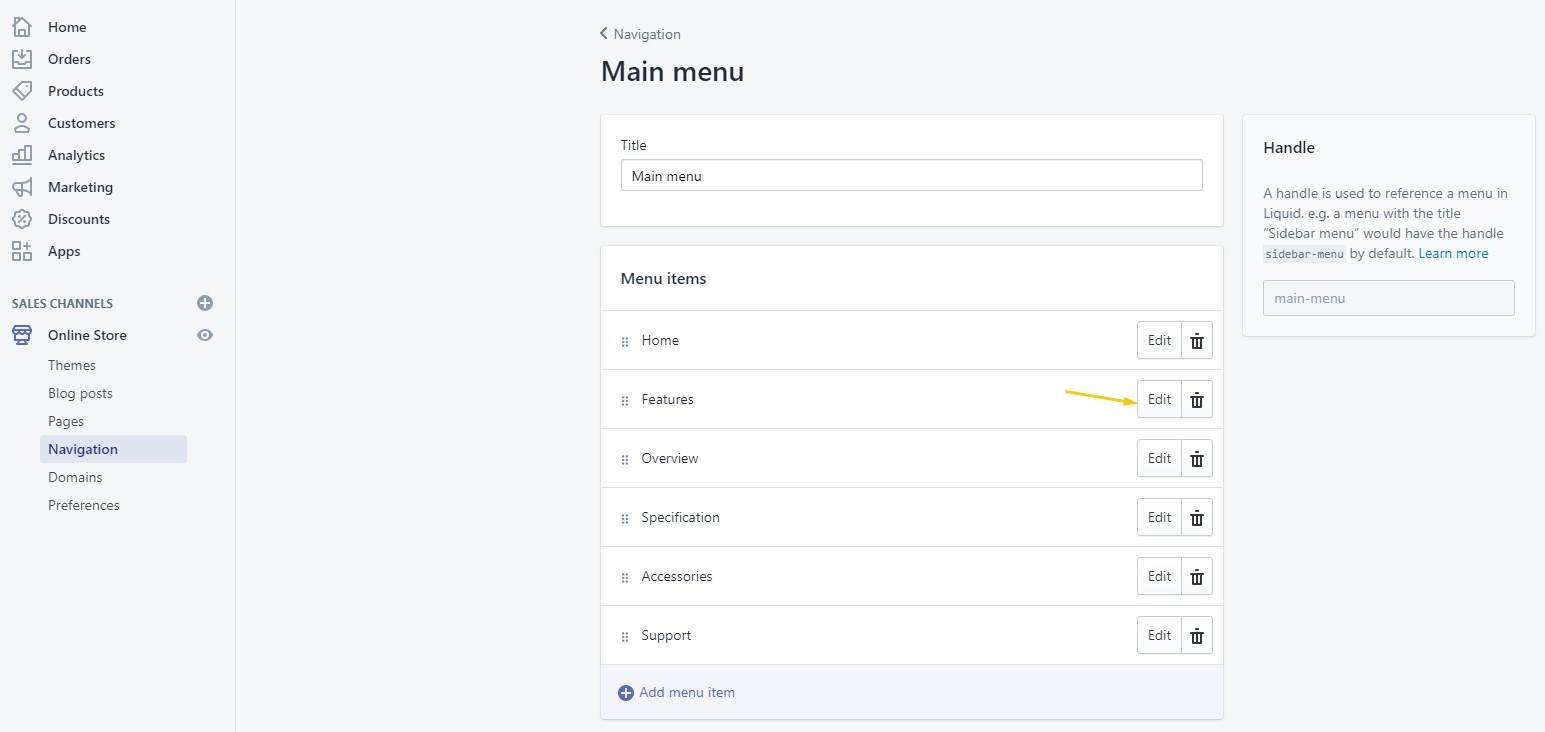 Home
Orders
Products
Customers
Analytics
Marketing
Discounts
Apps
SALES CHANNELS
Online Store
Themes
Blog posts
Pages
Navigation
Domains
Preferences
Navigation
Main menu
Title
Main menu
Menu items
Home Edit
Features Edit
Overview Edit
Specification Edit
Accessories Edit
Support Edit
Add menu item
Handle
A handle is used to reference a menu in
Liquid. e.g. a menu with the title
“Sidebar menu” would have the handle
sidebar-menu by default. Learn more
main-menu